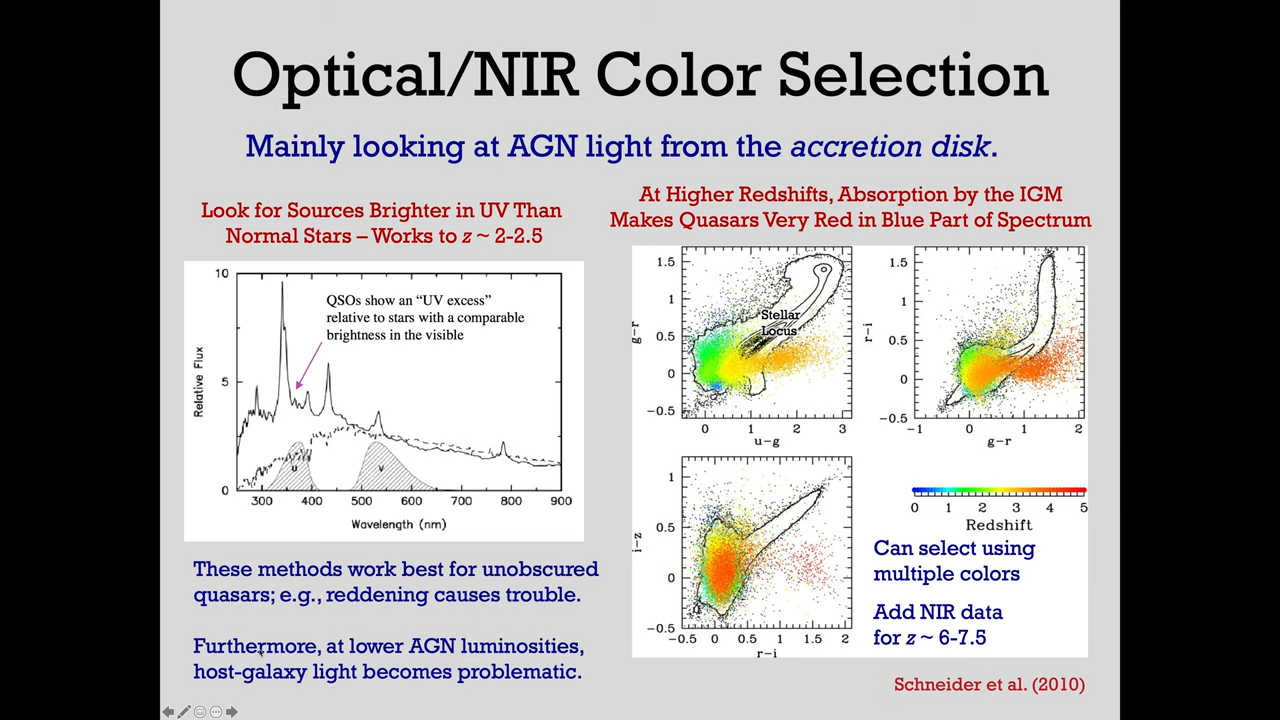 Optical/NIR Color Selection
Mainly looking at AGN light from the accretion disk.
Look for Sources Brighter in UV Than
Normal Stars – Works to z ~ 2-2.5
10
5
0
Relative Flux
QSOs show an “UV excess”
relative to stars with a comparable
brightness in the visible
U
V
300 400 500 600 700 800 900
Wavelength (nm)
These methods work best for unobscured
quasars; e.g., reddening causes trouble.
Furthermore, at lower AGN luminosities,
host-galaxy light becomes problematic.
At Higher Redshifts, Absorption by the IGM
Makes Quasars Very Red in Blue Part of Spectrum
1.5
1
0.5
0
−0.5
g-r
Stellar
Locus
0 1 2 3
u-g
1.5
1
0.5
0
−0.5
r-i
−1 0 1 2
g-r
1
0.5
0
−0.5
i-z
−0.5 0 0.5 1 1.5 2
r-i
0 1 2 3 4 5
Redshift
Can select using
multiple colors
Add NIR data
for z ~ 6-7.5
Schneider et al. (2010)